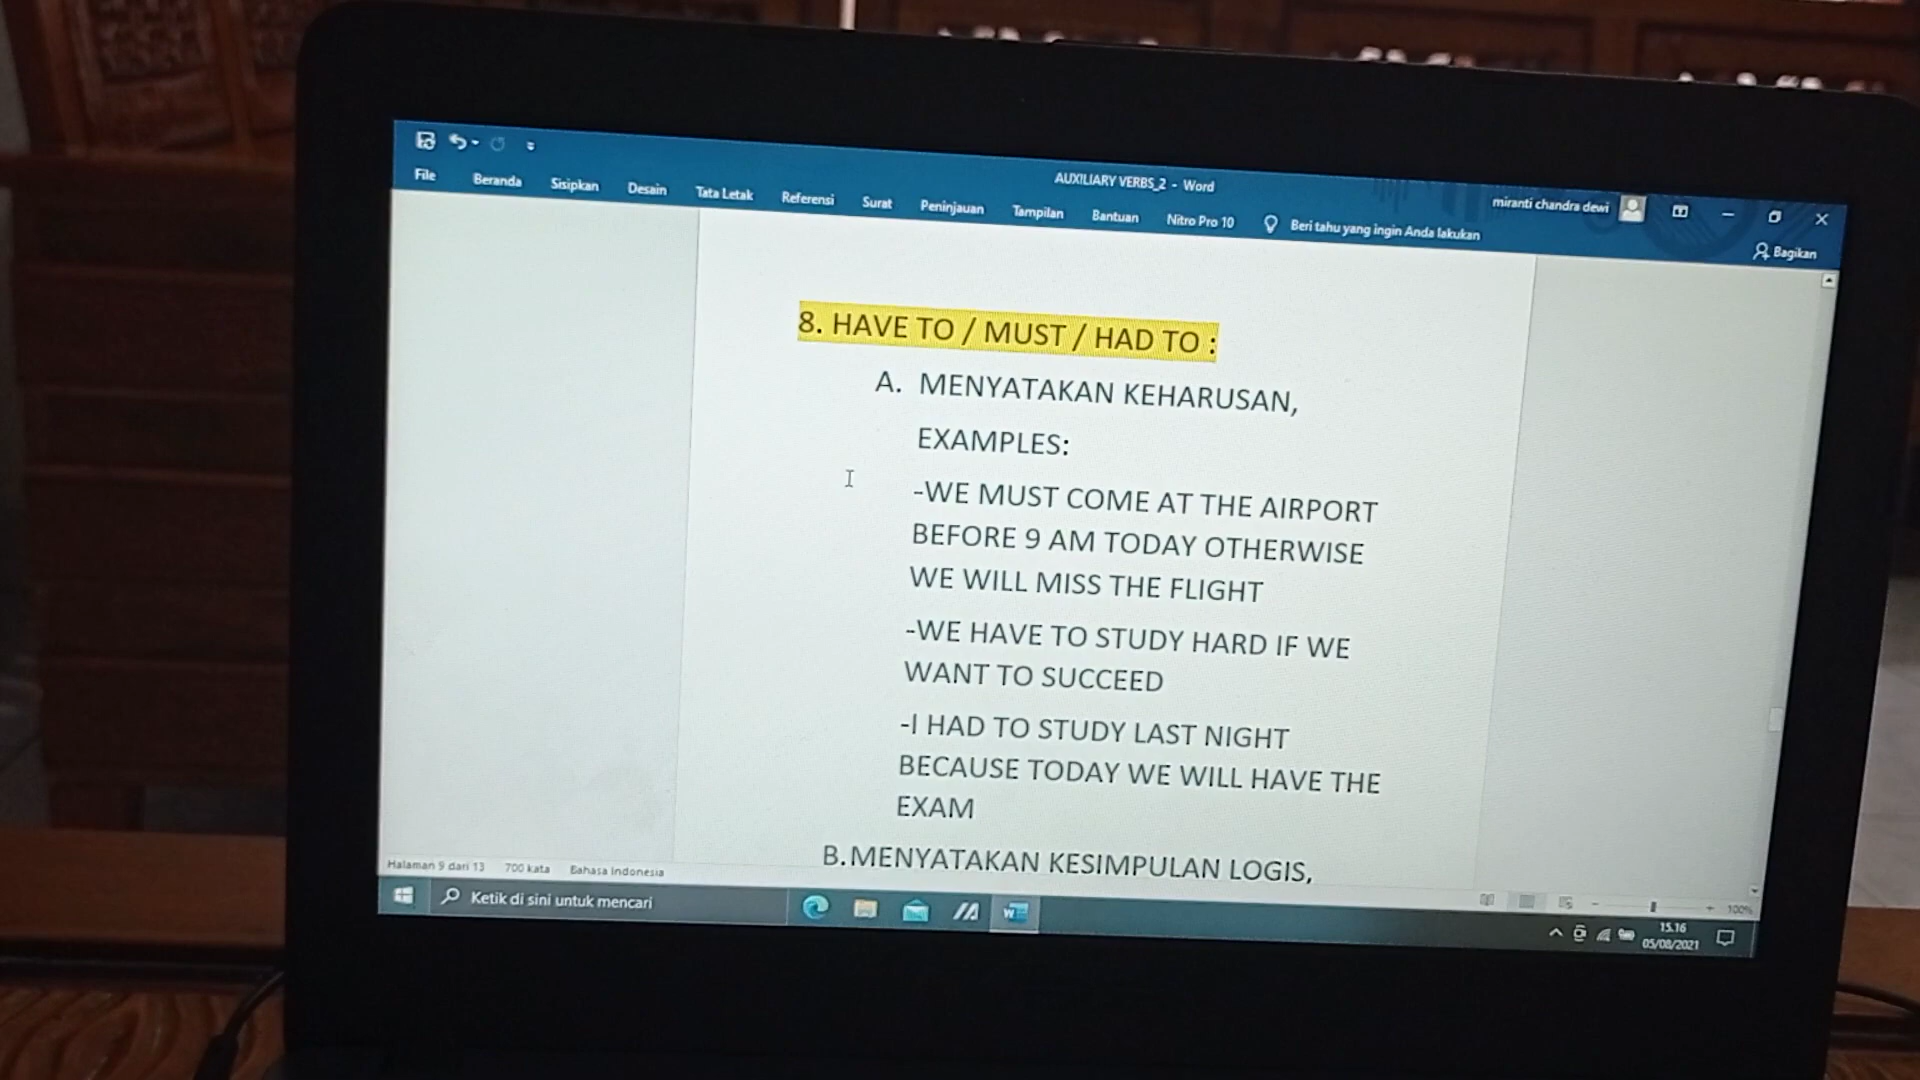 AUXILIARY VERBS_2 - Word
miranti chandra dewi
File Beranda Sisipkan Desain Tata Letak Referensi Surat Peninjauan Tampilan Bantuan Nitro Pro 10 Beri tahu yang ingin Anda lakukan
Bagikan
8. HAVE TO / MUST / HAD TO :
A. MENYATAKAN KEHARUSAN,
EXAMPLES:
-WE MUST COME AT THE AIRPORT
BEFORE 9 AM TODAY OTHERWISE
WE WILL MISS THE FLIGHT
-WE HAVE TO STUDY HARD IF WE
WANT TO SUCCEED
-I HAD TO STUDY LAST NIGHT
BECAUSE TODAY WE WILL HAVE THE
EXAM
B.MENYATAKAN KESIMPULAN LOGIS,
Halaman 9 dari 13 700 kata Bahasa Indonesia
100%
Ketik di sini untuk mencari
15.16
05/08/2021